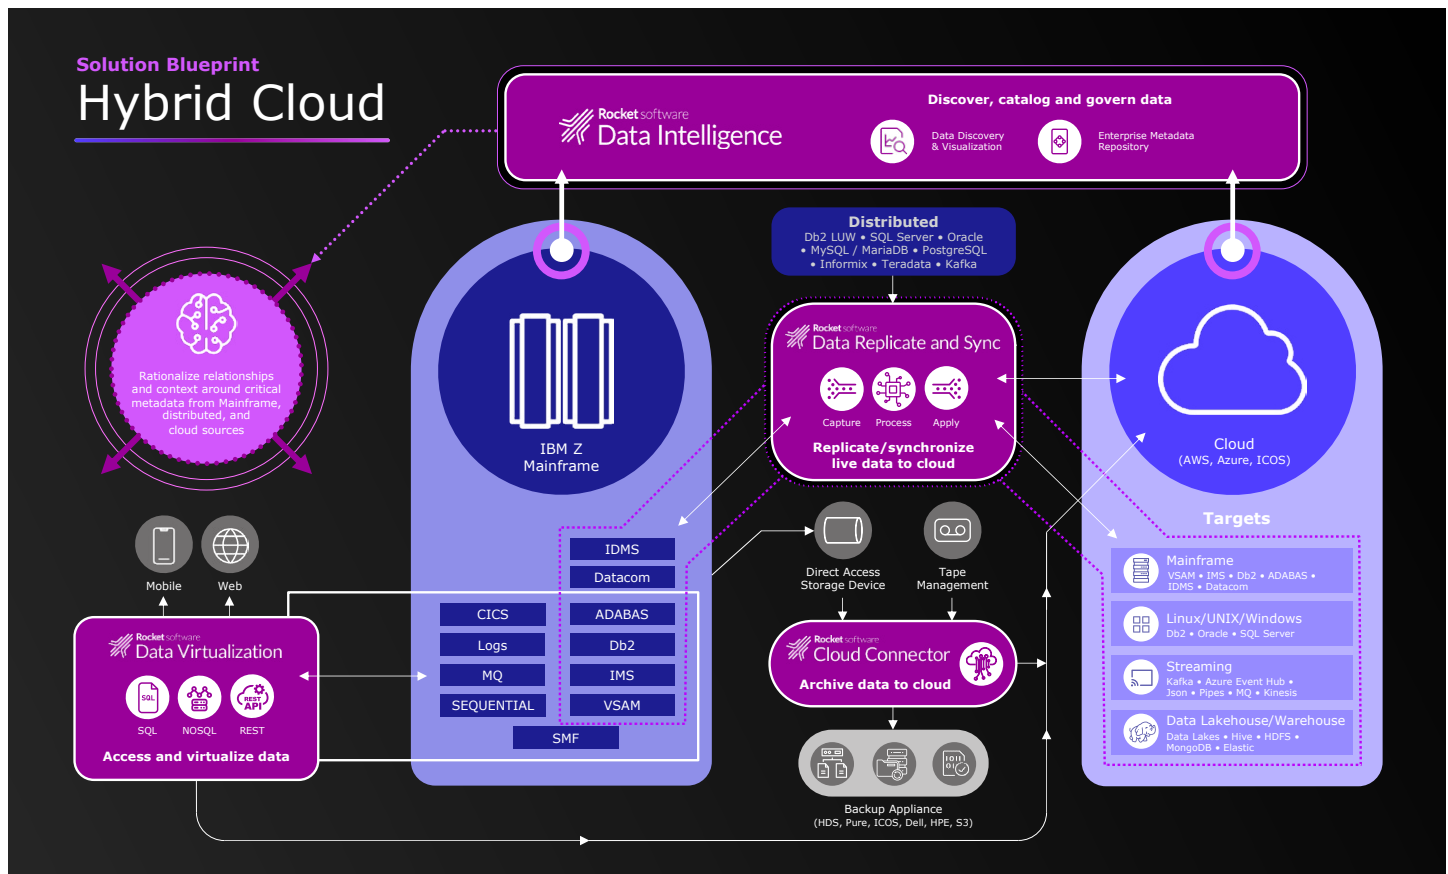 Solution Blueprint
Hybrid Cloud
Rocket software
Data Intelligence
Discover, catalog and govern data
Data Discovery
& Visualization
Enterprise Metadata
Repository
Rationalize relationships
and context around critical
metadata from Mainframe,
distributed, and
cloud sources
IBM Z
Mainframe
Distributed
Db2 LUW • SQL Server • Oracle
• MySQL / MariaDB • PostgreSQL
• Informix • Teradata • Kafka
Rocket software
Data Replicate and Sync
Capture
Process
Apply
Replicate/synchronize
live data to cloud
Cloud
(AWS, Azure, ICOS)
Mobile
Web
Rocket software
Data Virtualization
SQL
REST
API
SQL
NOSQL
REST
Access and virtualize data
IDMS
Datacom
CICS
ADABAS
Logs
Db2
MQ
IMS
SEQUENTIAL
VSAM
SMF
Direct Access
Storage Device
Tape
Management
Rocket software
Cloud Connector
Archive data to cloud
Backup Appliance
(HDS, Pure, ICOS, Dell, HPE, S3)
Targets
Mainframe
VSAM • IMS • Db2 • ADABAS •
IDMS • Datacom
Linux/UNIX/Windows
Db2 • Oracle • SQL Server
Streaming
Kafka • Azure Event Hub •
Json • Pipes • MQ • Kinesis
Data Lakehouse/Warehouse
Data Lakes • Hive • HDFS •
MongoDB • Elastic